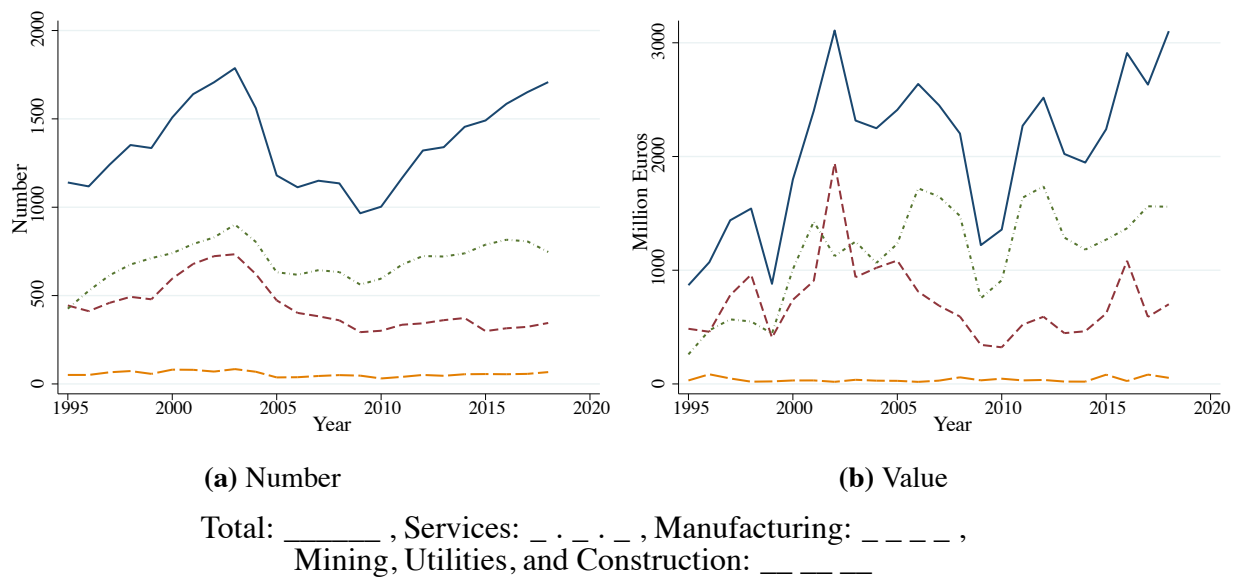 2000
1500
1000
500
0
Number
1995 2000 2005 2010 2015 2020
Year
(a) Number
3000
2000
1000
0
Million Euros
1995 2000 2005 2010 2015 2020
Year
(b) Value
Total: ______ , Services: _ . _ . _ , Manufacturing: _ _ _ _ ,
Mining, Utilities, and Construction: __ __ __